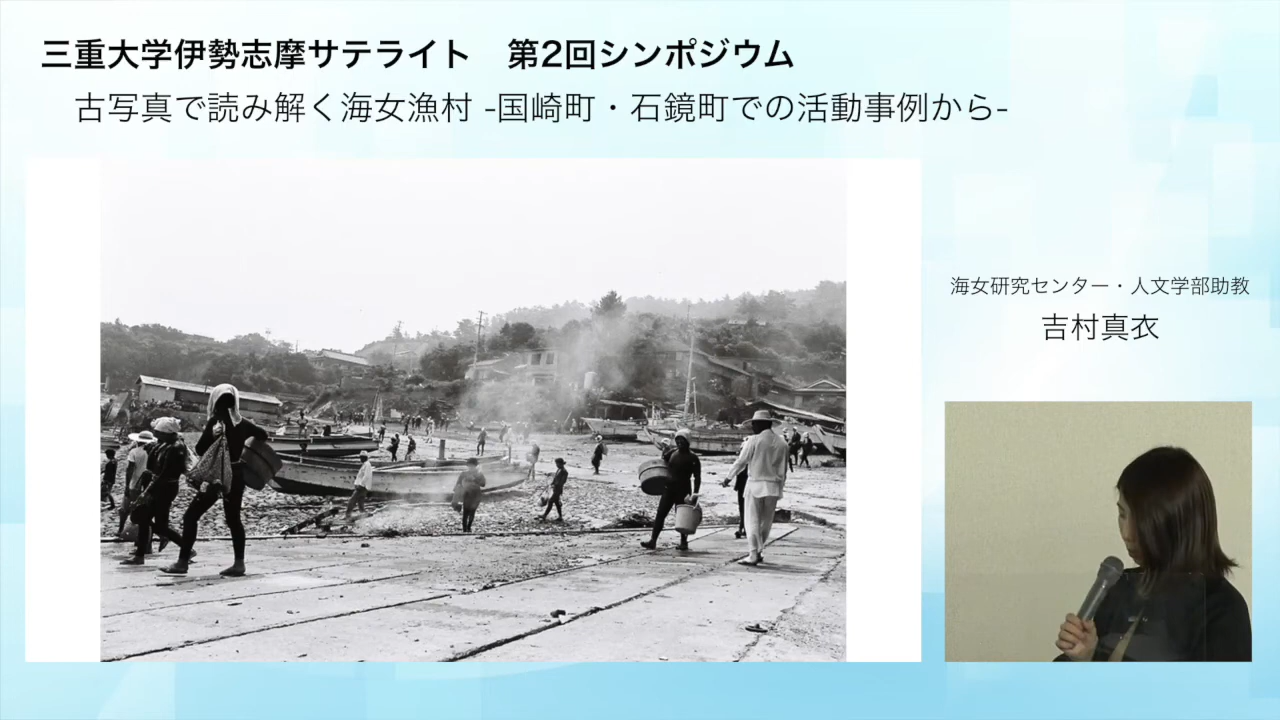 三重大学伊勢志摩サテライト　第2回シンポジウム
古写真で読み解く海女漁村 -国崎町・石鏡町での活動事例から-
海女研究センター・人文学部助教
吉村真衣